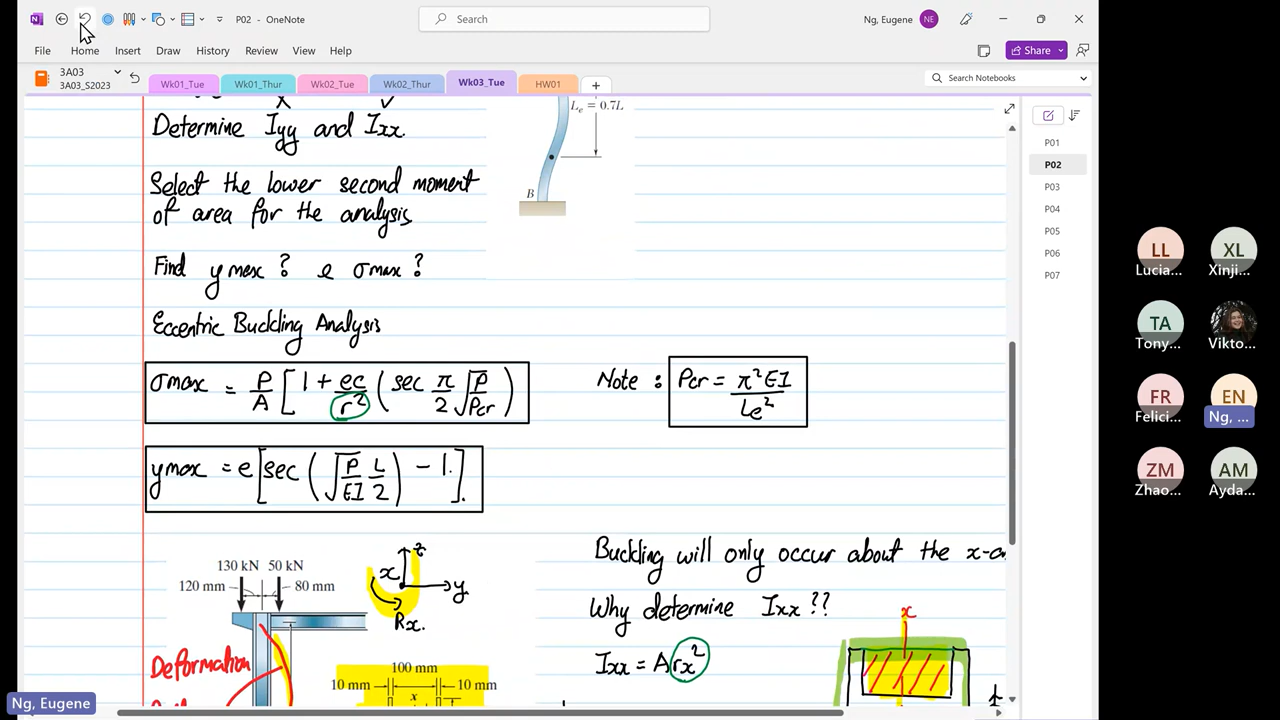 P02 - OneNote
Search
Ng, Eugene
NE
File
Home
Insert
Draw
History
Review
View
Help
Share
3A03
3A03_S2023
Wk01_Tue
Wk01_Thur
Wk02_Tue
Wk02_Thur
Wk03_Tue
HW01
+
Search Notebooks
P01
P02
P03
P04
P05
P06
P07
Determine Iyy and Ixx.
Le = 0.7L
B
Select the lower second moment
of area for the analysis
Find y max ? e σmax ?
Eccentric Buckling Analysis
σmax = P/A [ 1 + ec/r² ( sec π/2 √P/Pcr )
Note : Pcr = π²EI / Le²
ymax = e [ sec ( √P/EI L/2 ) - 1. ].
130 kN 50 kN
120 mm
80 mm
z
x
y
Rx.
Deformation
100 mm
10 mm
10 mm
x
Buckling will only occur about the x-a
Why determine Ixx ??
Ixx = A rx²
x
LL
Lucia...
XL
Xinji...
TA
Tony...
Vikto...
FR
Felici...
EN
Ng, ...
ZM
Zhao...
AM
Ayda...
Ng, Eugene